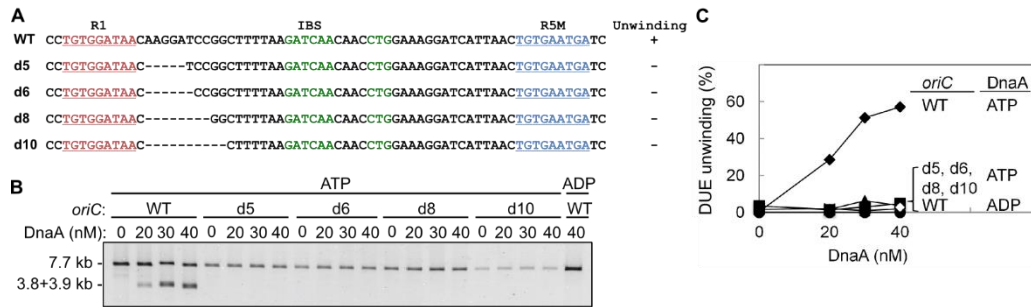 A
R1 IBS R5M Unwinding
WT CCTGTGGATAACAAGGATCCGGCTTTTAAGATCAACAACCTGGAAAGGATCATTAACTGTGAATGATC +
d5 CCTGTGGATAAC-----TCCGGCTTTTAAGATCAACAACCTGGAAAGGATCATTAACTGTGAATGATC –
d6 CCTGTGGATAAC------CCGGCTTTTAAGATCAACAACCTGGAAAGGATCATTAACTGTGAATGATC –
d8 CCTGTGGATAAC--------GGCTTTTAAGATCAACAACCTGGAAAGGATCATTAACTGTGAATGATC –
d10 CCTGTGGATAAC----------CTTTTAAGATCAACAACCTGGAAAGGATCATTAACTGTGAATGATC –
B
ATP ADP
oriC: WT d5 d6 d8 d10 WT
DnaA (nM) 0 20 30 40 0 20 30 40 0 20 30 40 0 20 30 40 0 20 30 40 40
7.7 kb -
3.8+3.9 kb -
C
DUE unwinding (%)
60
40
20
0
0 20 30 40
DnaA (nM)
oriC DnaA
WT ATP
d5, d6, d8, d10 ATP
WT ADP